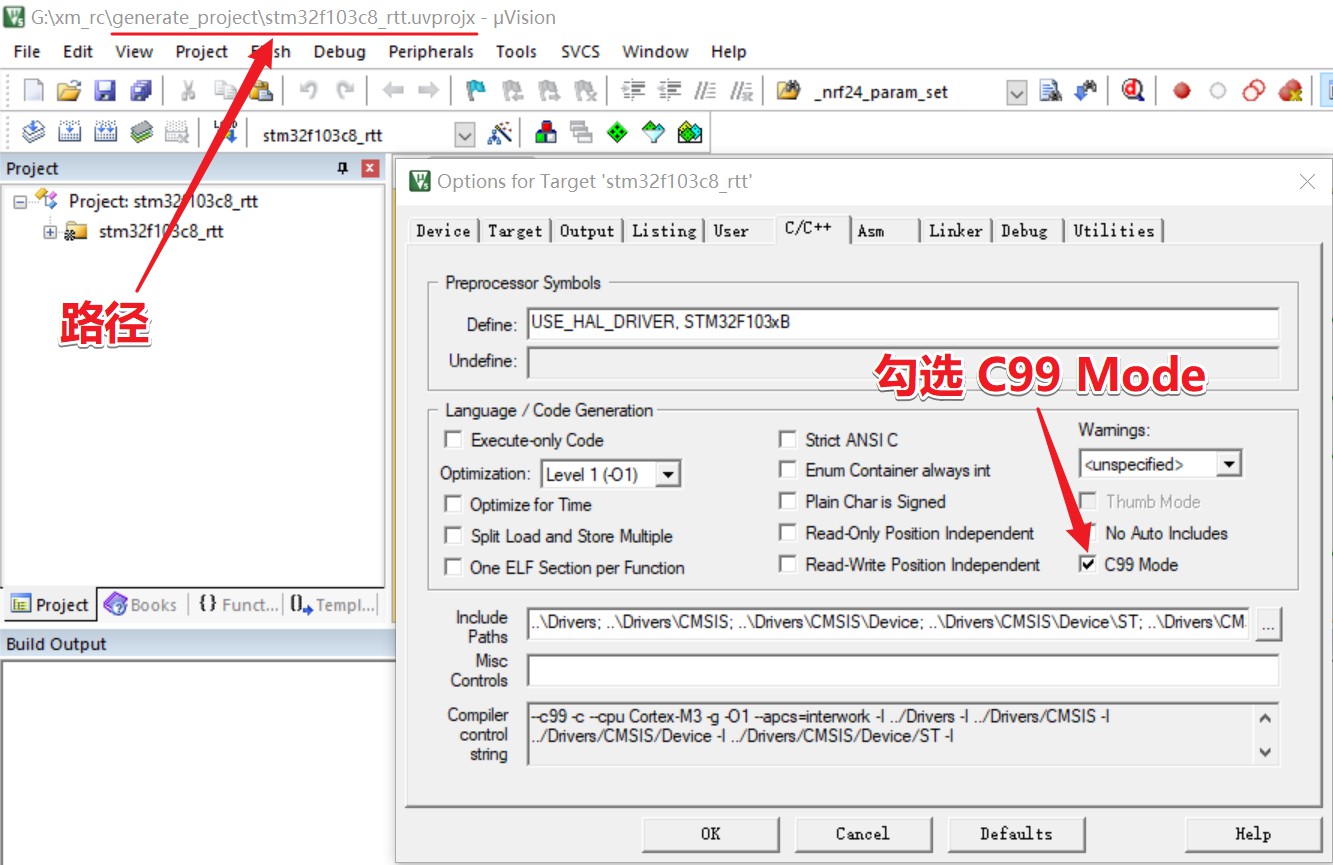 G:\xm_rc\generate_project\stm32f103c8_rtt.uvprojx - µVision
File Edit View Project Debug Peripherals Tools SVCS Window Help
_nrf24_param_set
stm32f103c8_rtt
Project
Project: stm32f103c8_rtt
stm32f103c8_rtt
路径
Project Books {} Funct... Templ...
Build Output
Options for Target 'stm32f103c8_rtt'
Device Target Output Listing User C/C++ Asm Linker Debug Utilities
Preprocessor Symbols
Define: USE_HAL_DRIVER, STM32F103xB
Undefine:
勾选 C99 Mode
Language / Code Generation
Execute-only Code
Optimization: Level 1 (-O1)
Optimize for Time
Split Load and Store Multiple
One ELF Section per Function
Strict ANSI C
Enum Container always int
Plain Char is Signed
Read-Only Position Independent
Read-Write Position Independent
Warnings:
<unspecified>
Thumb Mode
No Auto Includes
C99 Mode
Include
Paths
..\Drivers; ..\Drivers\CMSIS; ..\Drivers\CMSIS\Device; ..\Drivers\CMSIS\Device\ST; ..\Drivers\CM
...
Misc
Controls
Compiler
control
string
--c99 -c --cpu Cortex-M3 -g -O1 --apcs=interwork -I ../Drivers -I ../Drivers/CMSIS -I
../Drivers/CMSIS/Device -I ../Drivers/CMSIS/Device/ST -I
OK Cancel Defaults Help